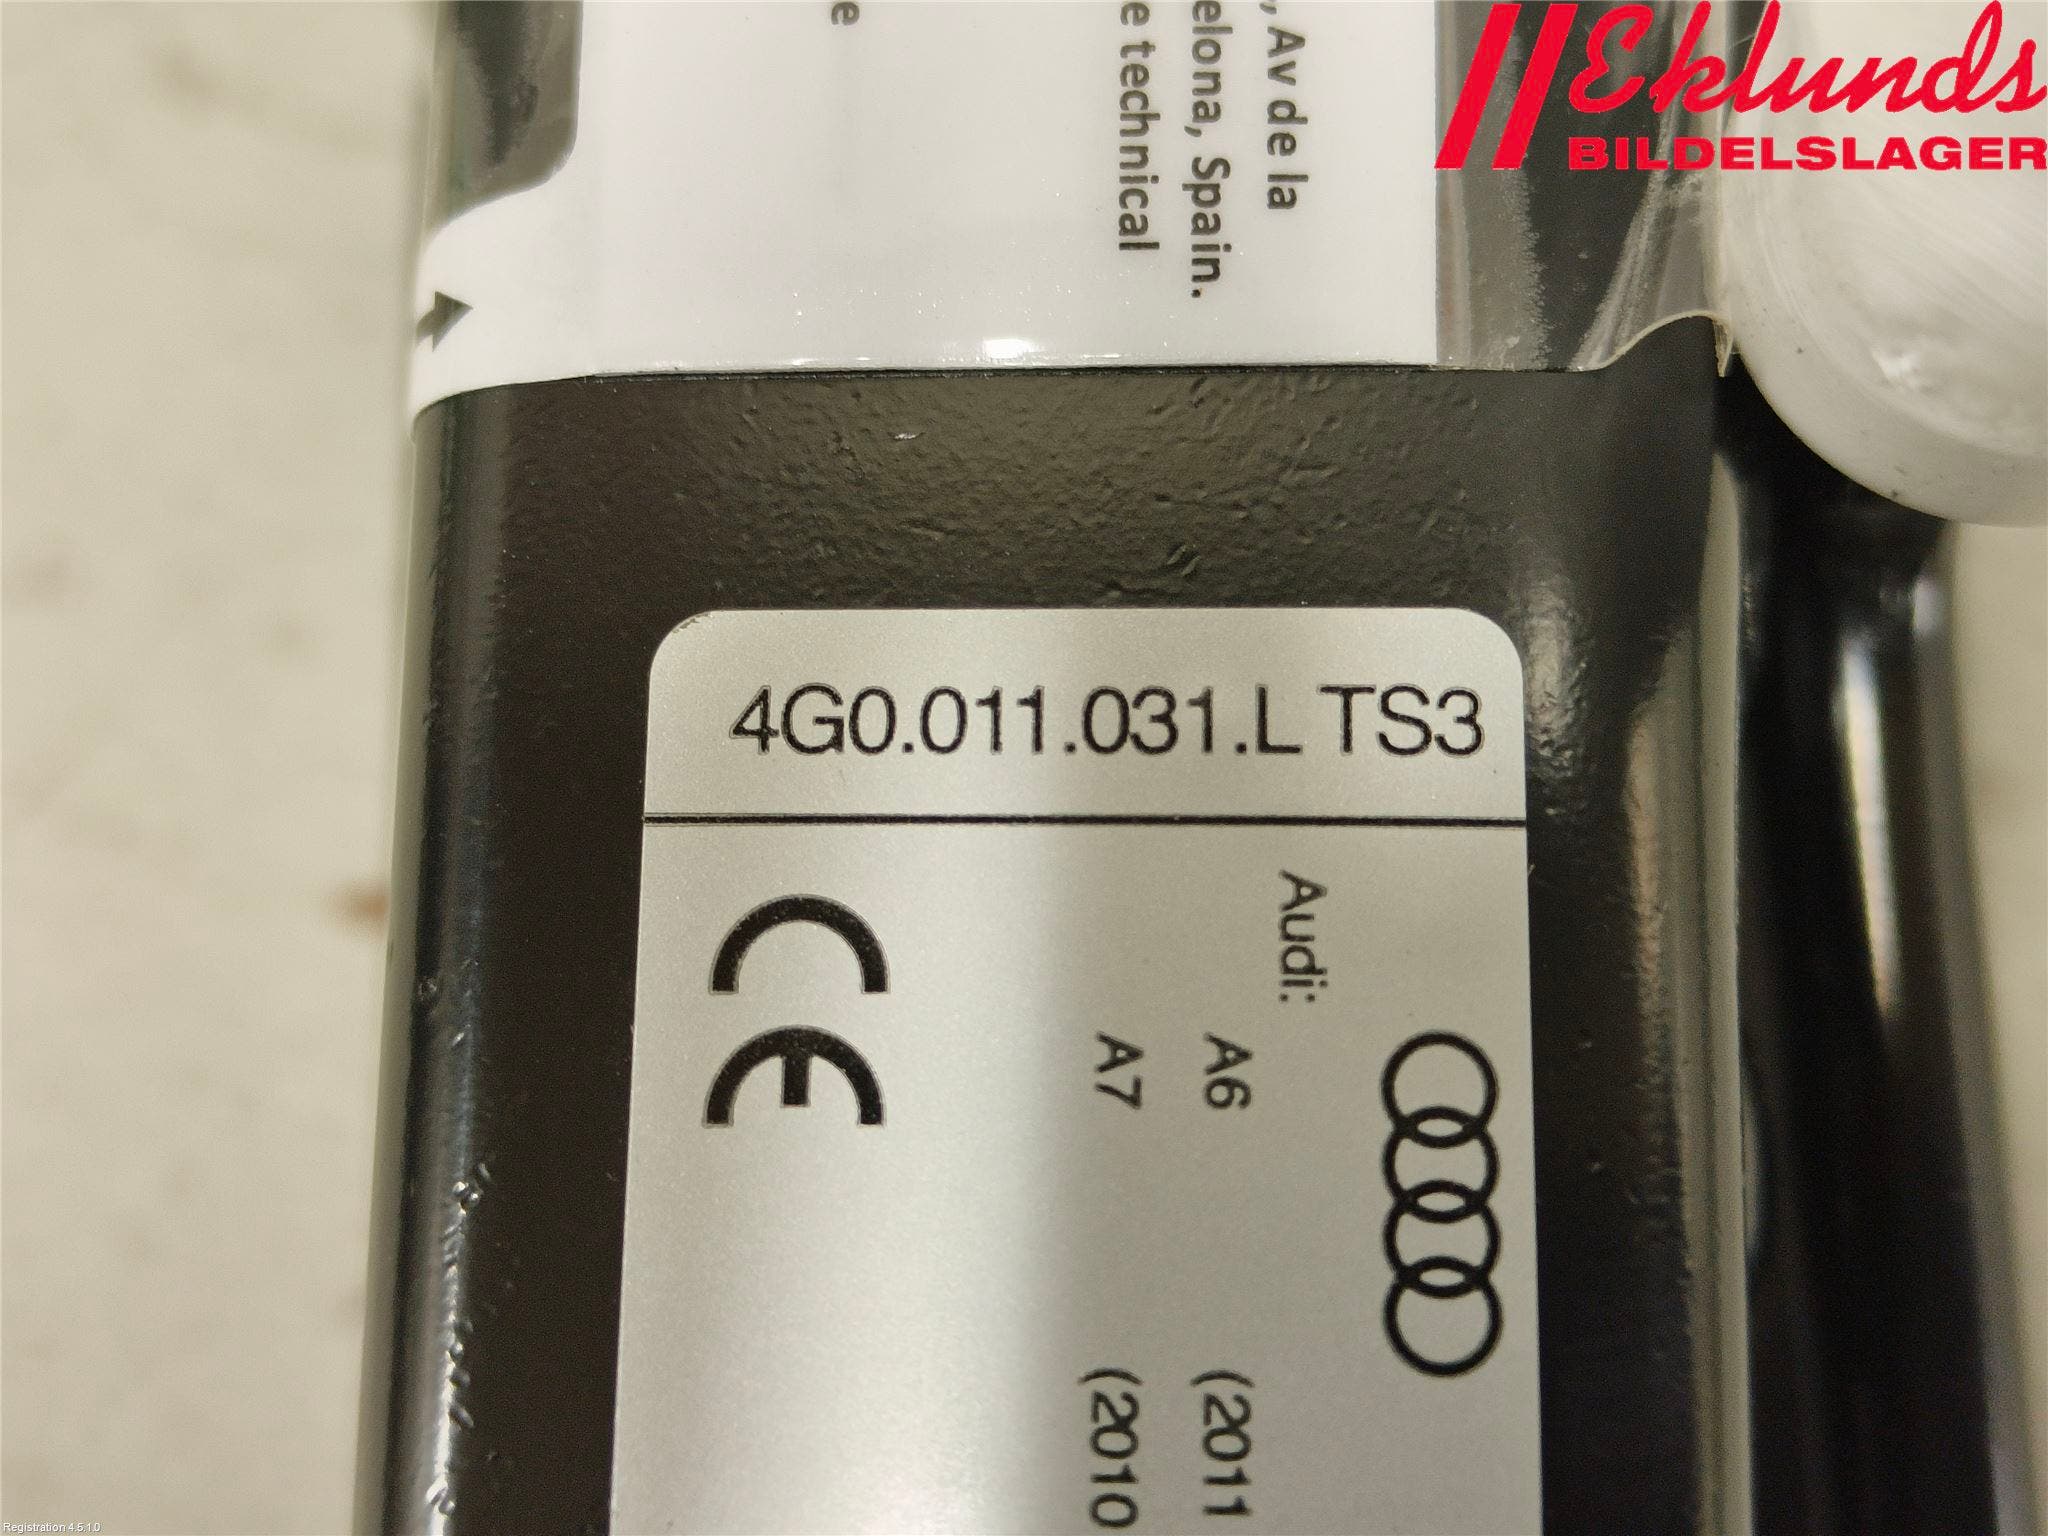 Eklunds
BILDELSLAGER
, Av de la
elona, Spain.
e technical
e
4G0.011.031.L TS3
Audi:
A6 (2011
A7 (2010
CE
Registration 4.5.1.0